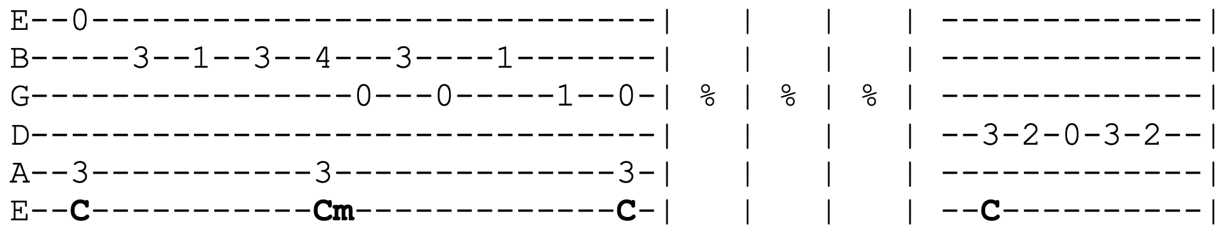 E--0----------------------------|   |   |   | -------------|
B-----3--1--3--4---3----1-------|   |   |   | -------------|
G----------------0---0-----1--0-| % | % | % | -------------|
D-------------------------------|   |   |   | --3-2-0-3-2--|
A--3-----------3--------------3-|   |   |   | -------------|
E--C-----------Cm-------------C-|   |   |   | --C----------|